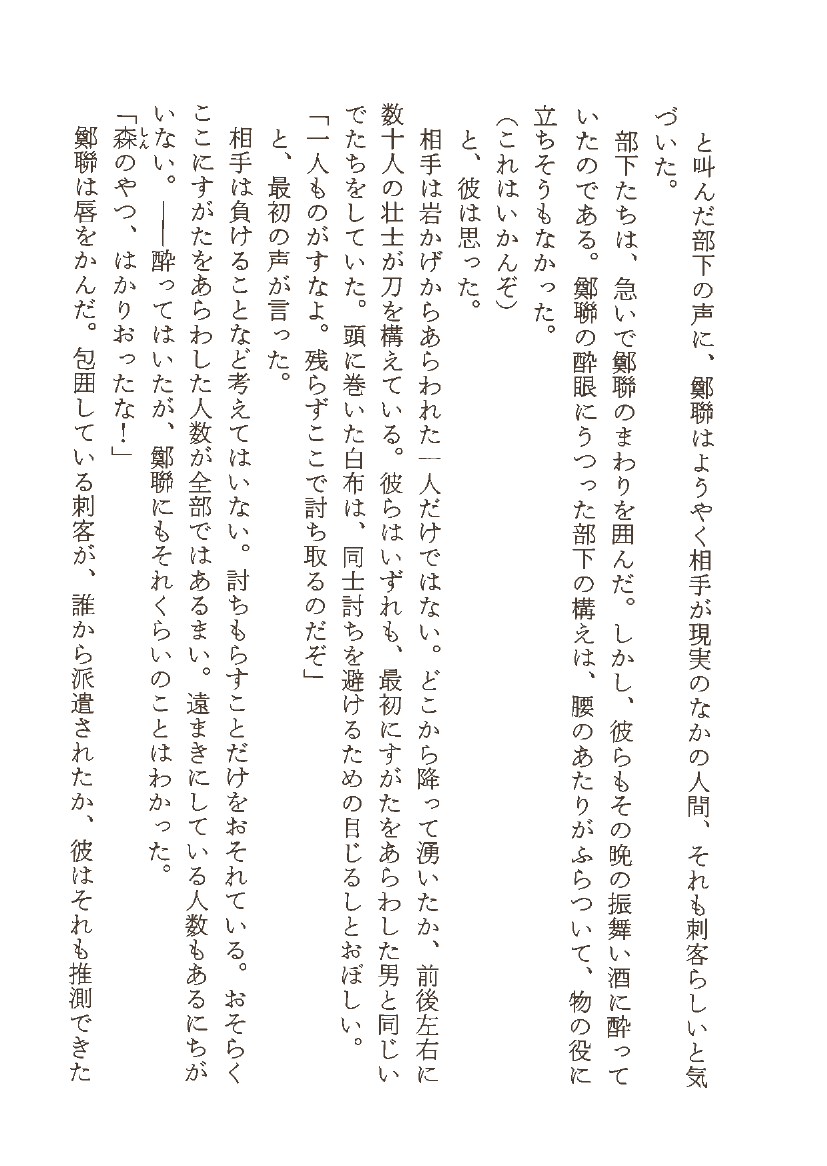 と叫んだ部下の声に、鄭聯はようやく相手が現実のなかの人間、それも刺客らしいと気
づいた。
部下たちは、急いで鄭聯のまわりを囲んだ。しかし、彼らもその晩の振舞い酒に酔って
いたのである。鄭聯の酔眼にうつった部下の構えは、腰のあたりがふらついて、物の役に
立ちそうもなかった。
（これはいかんぞ）
と、彼は思った。
相手は岩かげからあらわれた一人だけではない。どこから降って湧いたか、前後左右に
数十人の壮士が刀を構えている。彼らはいずれも、最初にすがたをあらわした男と同じい
でたちをしていた。頭に巻いた白布は、同士討ちを避けるための目じるしとおぼしい。
「一人ものがすなよ。残らずここで討ち取るのだぞ」
と、最初の声が言った。
相手は負けることなど考えてはいない。討ちもらすことだけをおそれている。おそらく
ここにすがたをあらわした人数が全部ではあるまい。遠まきにしている人数もあるにちが
いない。――酔ってはいたが、鄭聯にもそれくらいのことはわかった。
「森のやつ、はかりおったな！」
しん
鄭聯は唇をかんだ。包囲している刺客が、誰から派遣されたか、彼はそれも推測できた